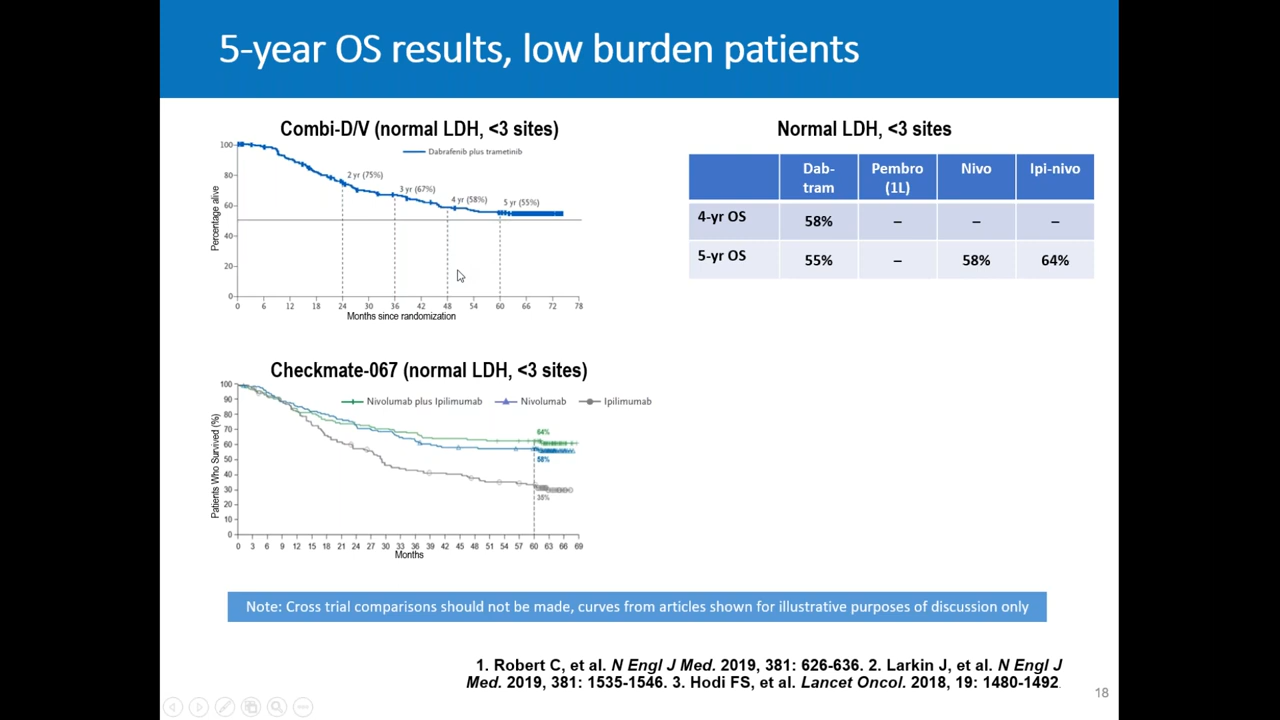 5-year OS results, low burden patients
Combi-D/V (normal LDH, <3 sites)
Percentage alive
100
80
60
40
20
0
Dabrafenib plus trametinib
2 yr (75%)
3 yr (67%)
4 yr (58%)
5 yr (55%)
0 6 12 18 24 30 36 42 48 54 60 66 72 78
Months since randomization
Normal LDH, <3 sites
Dab-tram Pembro (1L) Nivo Ipi-nivo
4-yr OS 58% – – –
5-yr OS 55% – 58% 64%
Checkmate-067 (normal LDH, <3 sites)
Patients Who Survived (%)
100
90
80
70
60
50
40
30
20
10
0
Nivolumab plus Ipilimumab Nivolumab Ipilimumab
64%
58%
0 3 6 9 12 15 18 21 24 27 30 33 36 39 42 45 48 51 54 57 60 63 66 69
Months
Note: Cross trial comparisons should not be made, curves from articles shown for illustrative purposes of discussion only
1. Robert C, et al. N Engl J Med. 2019, 381: 626-636. 2. Larkin J, et al. N Engl J
Med. 2019, 381: 1535-1546. 3. Hodi FS, et al. Lancet Oncol. 2018, 19: 1480-1492.
18